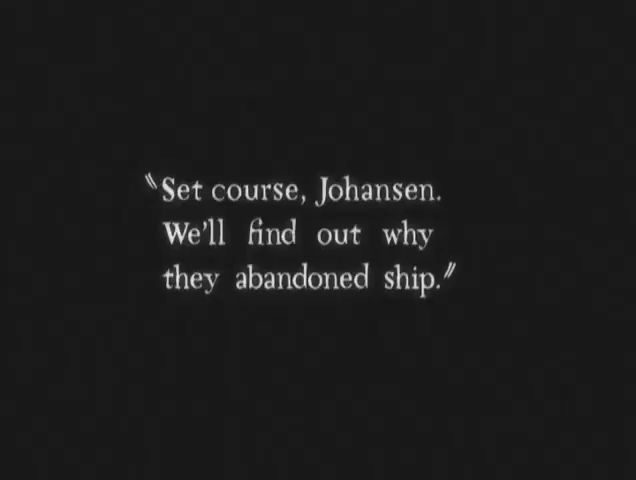 "Set course, Johansen.
We'll find out why
they abandoned ship."